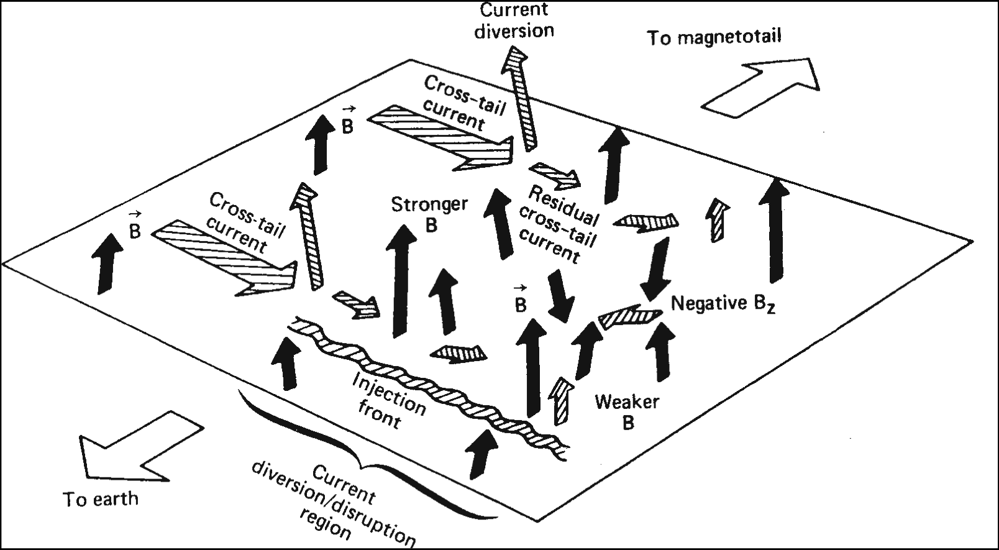 Current
diversion
To magnetotail
Cross-tail
current
→
B
Cross-tail
current
→
B
Stronger
B
Residual
cross-tail
current
→
B
Negative Bz
Injection
front
Weaker
B
Current
diversion/disruption
region
To earth